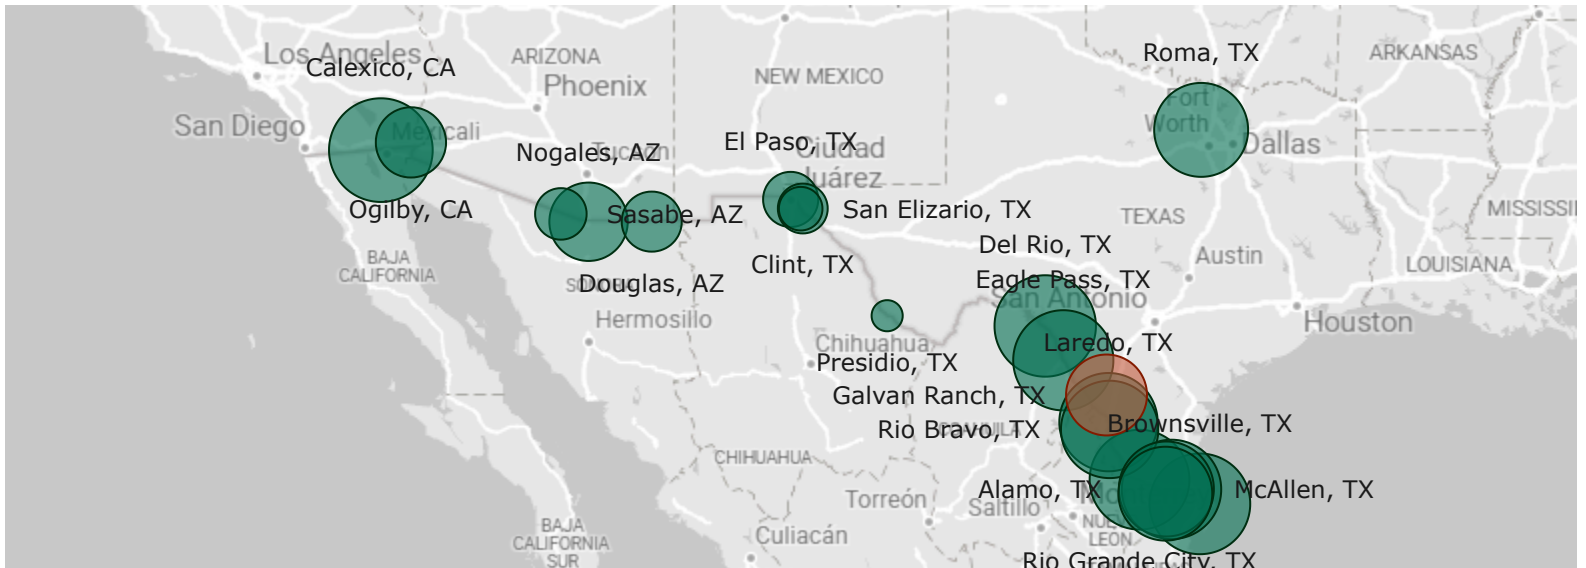 Roma, TX
Los Angeles
ARIZONA
ARKANSAS
Calexico, CA
NEW MEXICO
Phoenix
Fort
Worth
San Diego
Mexicali
Dallas
El Paso, TX
Ciudad
Juárez
Nogales, AZ
Tucson
Ogilby, CA
Sasabe, AZ
San Elizario, TX
TEXAS
MISSISSI
Del Rio, TX
Austin
BAJA
CALIFORNIA
Clint, TX
LOUISIANA
Douglas, AZ
SONORA
Eagle Pass, TX
San Antonio
Hermosillo
Houston
Chihuahua
Laredo, TX
Presidio, TX
Galvan Ranch, TX
Rio Bravo, TX
COAHUILA
Brownsville, TX
CHIHUAHUA
Torreón
Alamo, TX
McAllen, TX
Saltillo
BAJA
CALIFORNIA
SUR
Culiacán
LEON
Rio Grande City, TX